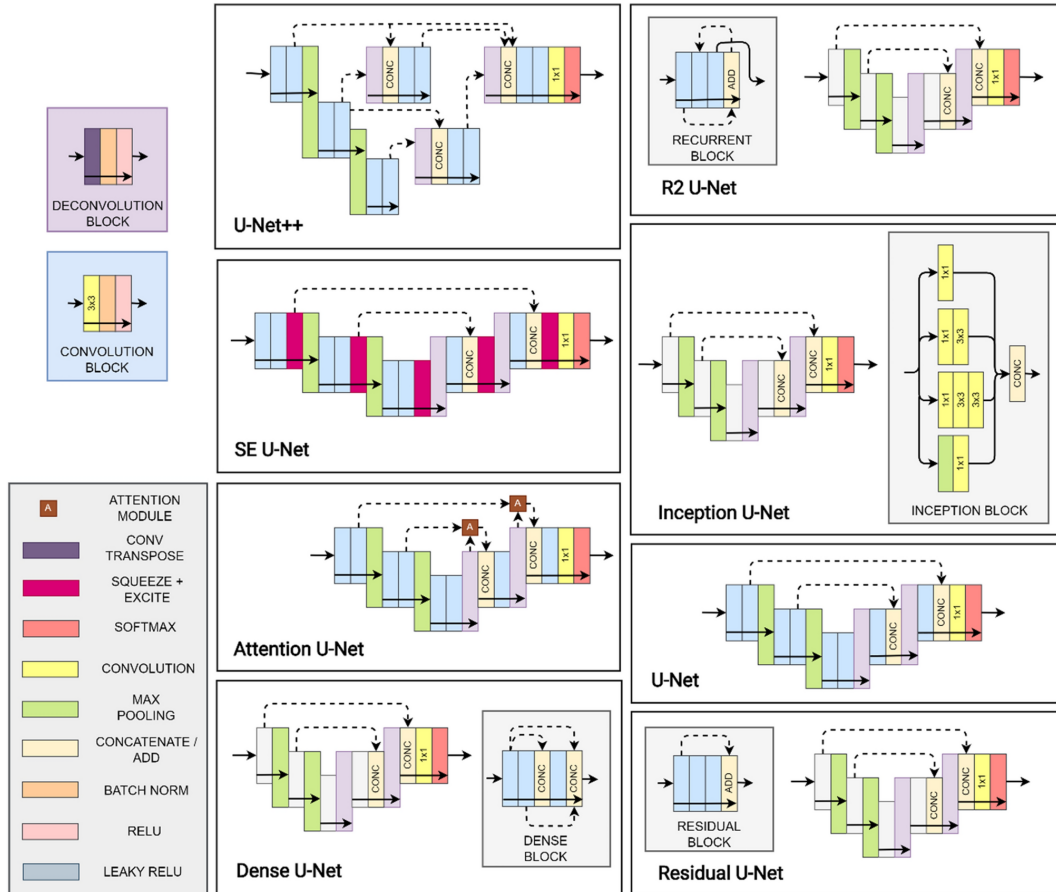 DECONVOLUTION
BLOCK
3x3
CONVOLUTION
BLOCK
A
ATTENTION
MODULE
CONV
TRANSPOSE
SQUEEZE +
EXCITE
SOFTMAX
CONVOLUTION
MAX
POOLING
CONCATENATE /
ADD
BATCH NORM
RELU
LEAKY RELU
CONC
CONC
1x1
CONC
U-Net++
CONC
CONC
1x1
SE U-Net
A
A
CONC
CONC
1x1
Attention U-Net
CONC
CONC
1x1
CONC
CONC
DENSE
BLOCK
Dense U-Net
ADD
RECURRENT
BLOCK
CONC
CONC
1x1
R2 U-Net
CONC
CONC
1x1
1x1
1x1
3x3
1x1
3x3
3x3
1x1
CONC
INCEPTION BLOCK
Inception U-Net
CONC
CONC
1x1
U-Net
ADD
RESIDUAL
BLOCK
CONC
CONC
1x1
Residual U-Net